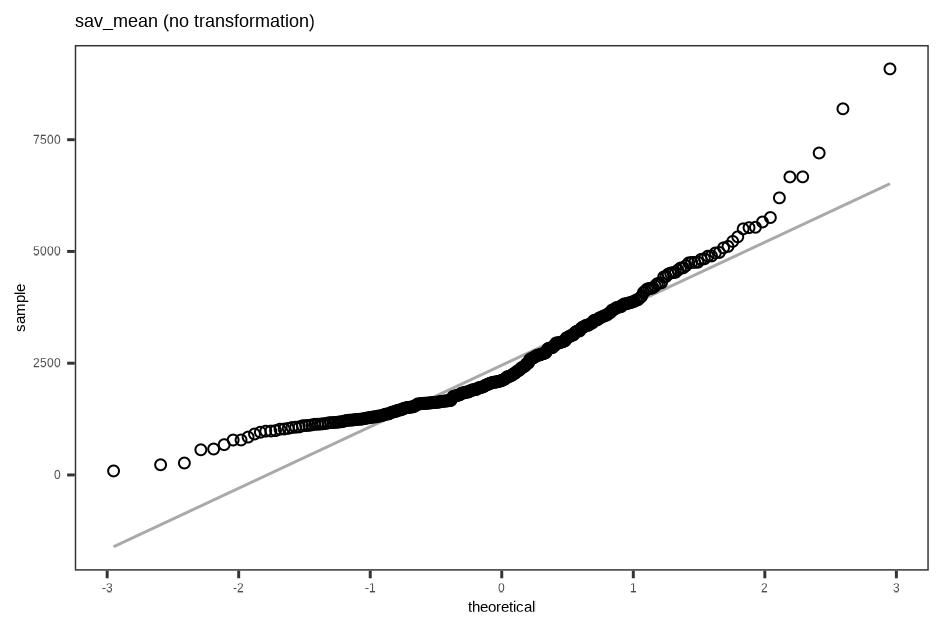 sav_mean (no transformation)
7500
5000
2500
0
sample
-3 -2 -1 0 1 2 3
theoretical